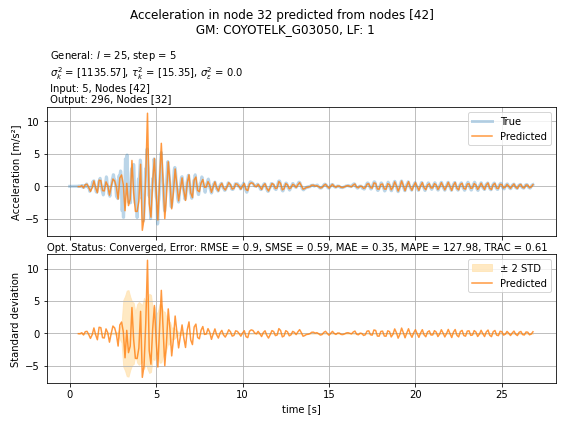 Acceleration in node 32 predicted from nodes [42]
GM: COYOTELK_G03050, LF: 1
General: l = 25, step = 5
σ²ₖ = [1135.57], τ²ₖ = [15.35], σ²ε = 0.0
Input: 5, Nodes [42]
Output: 296, Nodes [32]
Acceleration [m/s²]
10
5
0
−5
True
Predicted
Opt. Status: Converged, Error: RMSE = 0.9, SMSE = 0.59, MAE = 0.35, MAPE = 127.98, TRAC = 0.61
Standard deviation
10
5
0
−5
± 2 STD
Predicted
0 5 10 15 20 25
time [s]